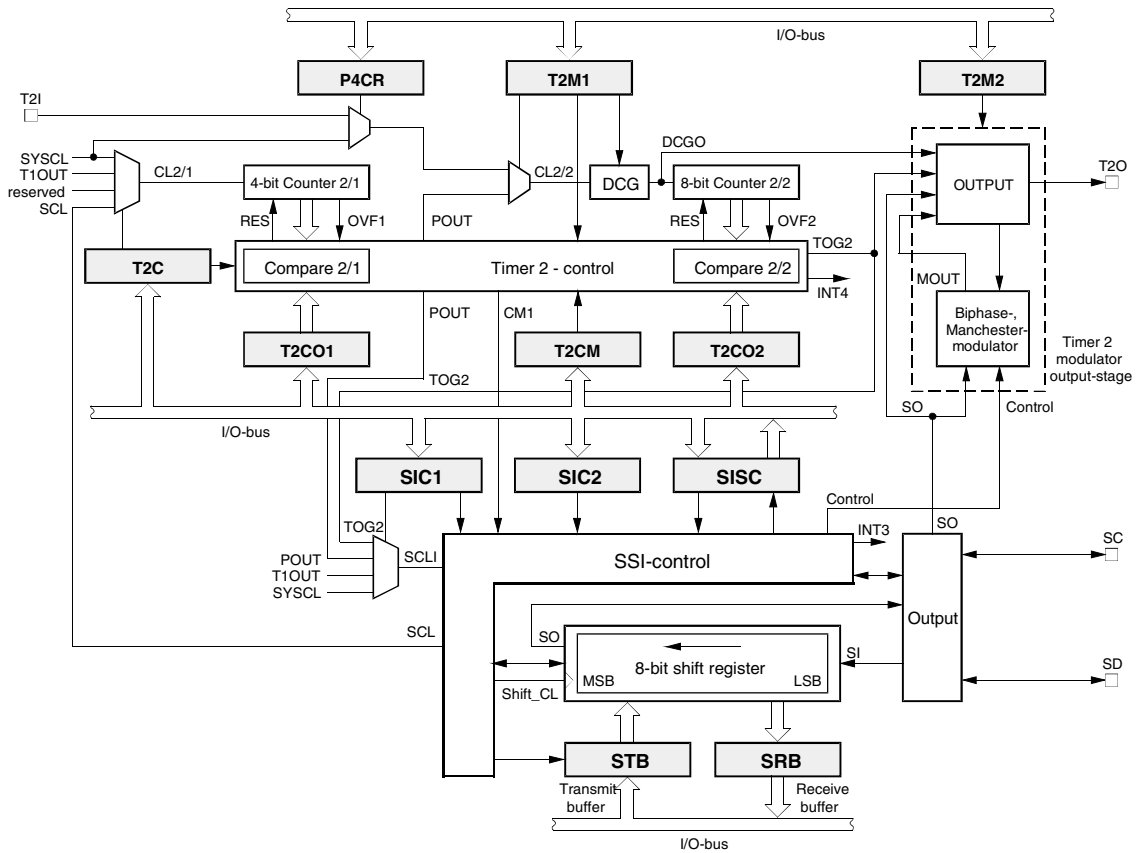 I/O-bus
P4CR
T2M1
T2M2
T2I
SYSCL
T1OUT
reserved
SCL
CL2/1
4-bit Counter 2/1
CL2/2
DCG
DCGO
8-bit Counter 2/2
OUTPUT
T2O
RES
OVF1
POUT
RES
OVF2
TOG2
T2C
Compare 2/1
Timer 2 - control
Compare 2/2
INT4
MOUT
Biphase-,
Manchester-
modulator
Timer 2
modulator
output-stage
POUT
CM1
T2CO1
T2CM
T2CO2
TOG2
SO
Control
I/O-bus
SIC1
SIC2
SISC
Control
TOG2
POUT
T1OUT
SYSCL
SCLI
SSI-control
INT3
SO
SC
SCL
SO
Output
8-bit shift register
SI
MSB
LSB
SD
Shift_CL
STB
SRB
Transmit
buffer
Receive
buffer
I/O-bus